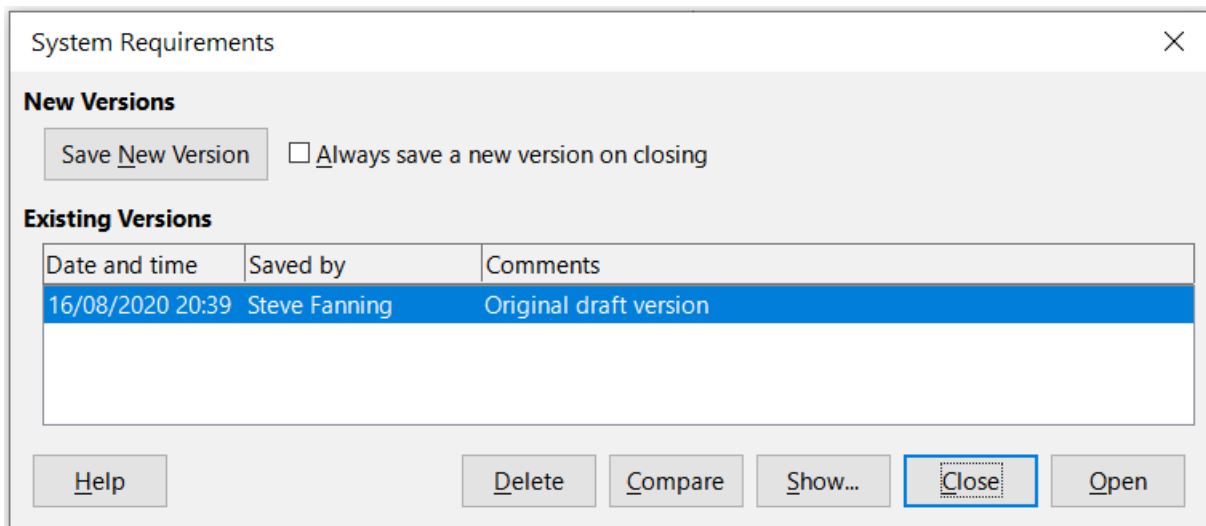 System Requirements
New Versions
Save New Version
Always save a new version on closing
Existing Versions
Date and time Saved by Comments
16/08/2020 20:39 Steve Fanning Original draft version
Help Delete Compare Show... Close Open